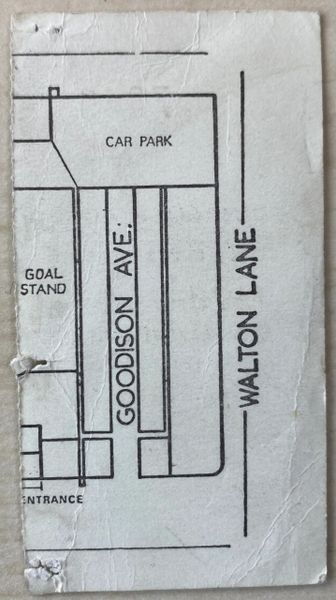 CAR PARK
GOAL
STAND
GOODISON AVE.:
WALTON LANE
ENTRANCE